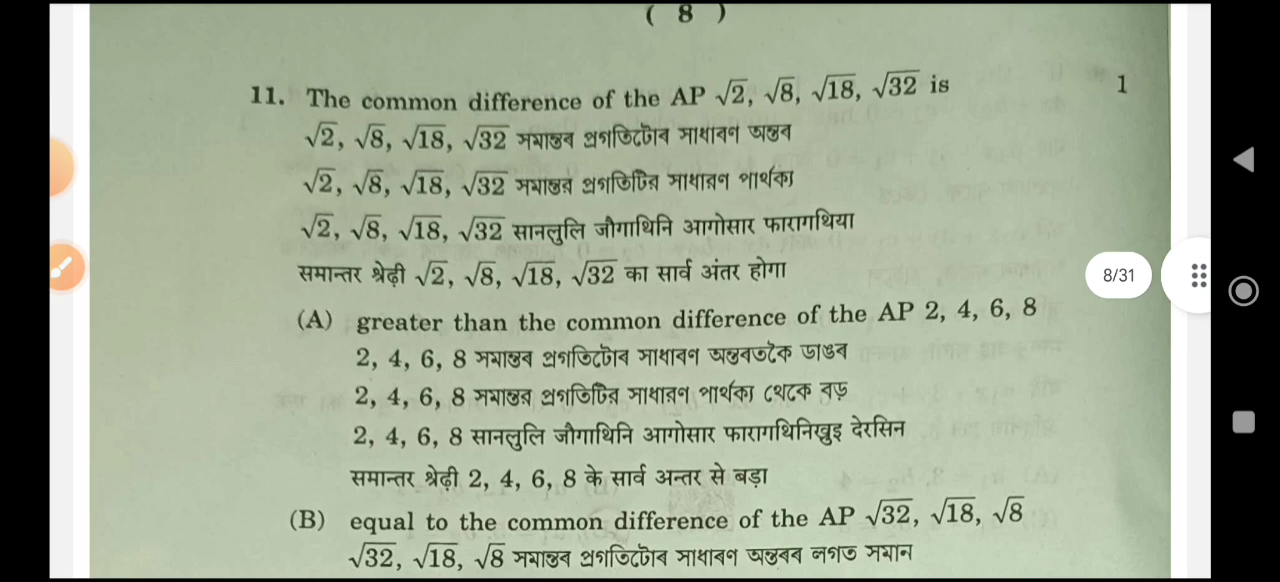 ( 8 )
11. The common difference of the AP √2, √8, √18, √32 is 1
√2, √8, √18, √32 সমান্তৰ প্ৰগতিটোৰ সাধাৰণ অন্তৰ
√2, √8, √18, √32 সমান্তর প্রগতিটির সাধারণ পার্থক্য
√2, √8, √18, √32 सानलुलि जौगाथिनि आगोसार फारागथिया
समान्तर श्रेढ़ी √2, √8, √18, √32 का सार्व अंतर होगा
8/31
(A) greater than the common difference of the AP 2, 4, 6, 8
2, 4, 6, 8 সমান্তৰ প্ৰগতিটোৰ সাধাৰণ অন্তৰতকৈ ডাঙৰ
2, 4, 6, 8 সমান্তর প্রগতিটির সাধারণ পার্থক্য থেকে বড়
2, 4, 6, 8 सानलुलि जौगाथिनि आगोसार फारागथिनिखुइ देरसिन
समान्तर श्रेढ़ी 2, 4, 6, 8 के सार्व अन्तर से बड़ा
(B) equal to the common difference of the AP √32, √18, √8
√32, √18, √8 সমান্তৰ প্ৰগতিটোৰ সাধাৰণ অন্তৰৰ লগত সমান